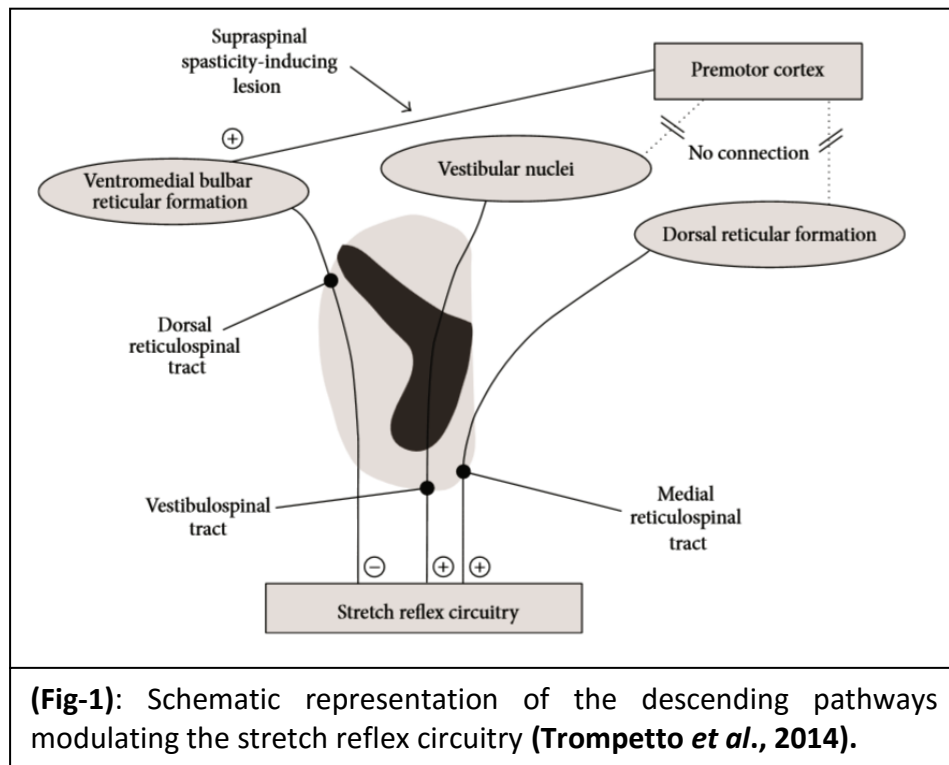 Supraspinal
spasticity-inducing
lesion
Premotor cortex
+
No connection
Ventromedial bulbar
reticular formation
Vestibular nuclei
Dorsal reticular formation
Dorsal
reticulospinal
tract
Vestibulospinal
tract
Medial
reticulospinal
tract
− + +
Stretch reflex circuitry
(Fig-1): Schematic representation of the descending pathways
modulating the stretch reflex circuitry (Trompetto et al., 2014).